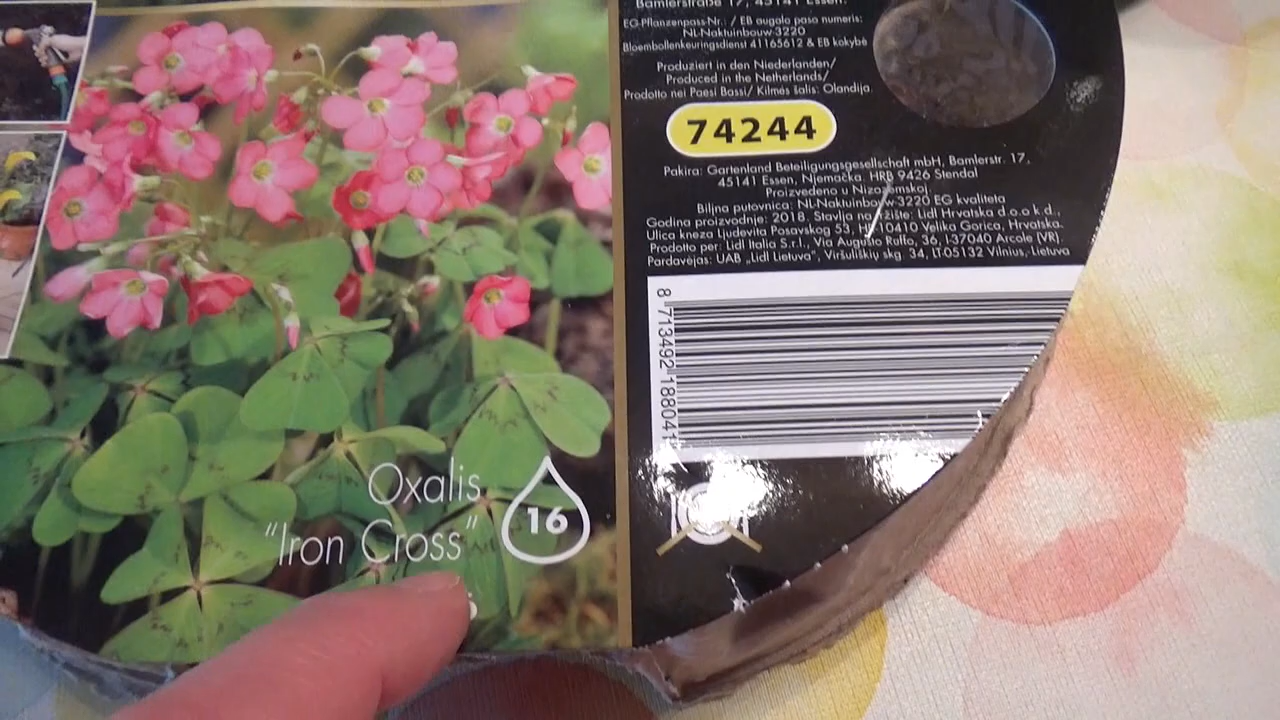 Oxalis
"Iron Cross"
16
Bamlerstraße 17, 45141 Essen.
EG-Pflanzenpass-Nr.: / EB augalo paso numeris:
NL-Naktuinbouw-3220
Bloembollenkeuringsdienst 41165612 & EB kokybė
Produziert in den Niederlanden/
Produced in the Netherlands/
Prodotto nei Paesi Bassi/ Kilmės šalis: Olandija
74244
Pakira: Gartenland Beteiligungsgesellschaft mbH, Bamlerstr. 17,
45141 Essen, Njemačka. HRB 9426 Stendal
Proizvedeno u Nizozemskoj.
Biljna putovnica: NL-Naktuinbouw-3220 EG kvaliteta
Godina proizvodnje: 2018. Stavlja na tržište: Lidl Hrvatska d.o.o.k.d.,
Ulica kneza Ljudevita Posavskog 53, HR-10410 Velika Gorica, Hrvatska.
Prodotto per: Lidl Italia S.r.l., Via Augusto Ruffo, 36, I-37040 Arcole (VR).
Pardavėjas: UAB „Lidl Lietuva", Viršuliškių skg. 34, LT-05132 Vilnius, Lietuva
8 713492 188041